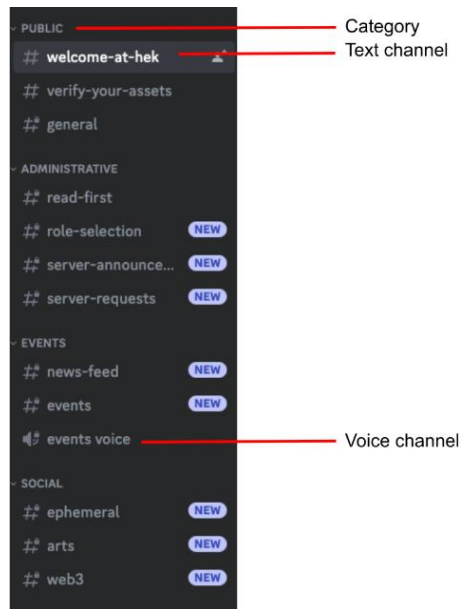 PUBLIC
Category
welcome-at-hek
Text channel
verify-your-assets
general
ADMINISTRATIVE
read-first
role-selection NEW
server-announce... NEW
server-requests NEW
EVENTS
news-feed NEW
events NEW
events voice
Voice channel
SOCIAL
ephemeral NEW
arts NEW
web3 NEW